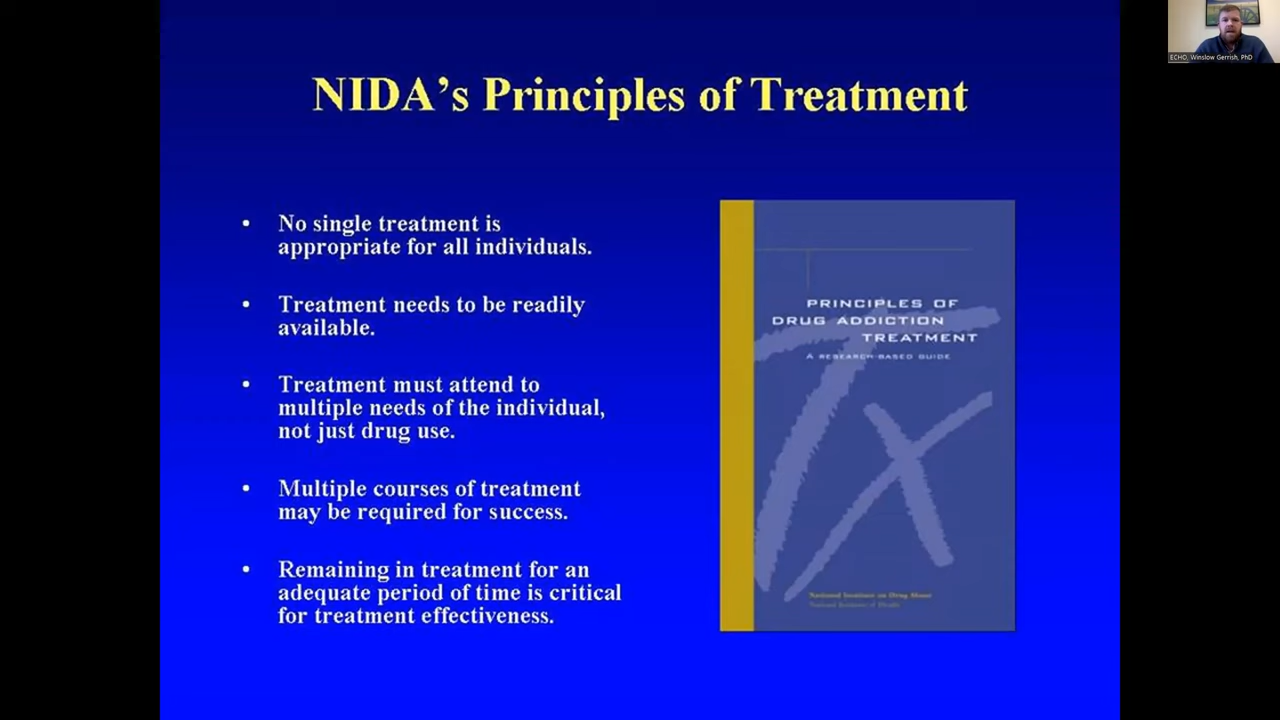 ECHO, Winslow Gerrish, PhD
NIDA's Principles of Treatment
• No single treatment is
appropriate for all individuals.
• Treatment needs to be readily
available.
• Treatment must attend to
multiple needs of the individual,
not just drug use.
• Multiple courses of treatment
may be required for success.
• Remaining in treatment for an
adequate period of time is critical
for treatment effectiveness.
PRINCIPLES OF
DRUG ADDICTION
TREATMENT
A RESEARCH-BASED GUIDE
Tx
National Institute on Drug Abuse
National Institutes of Health